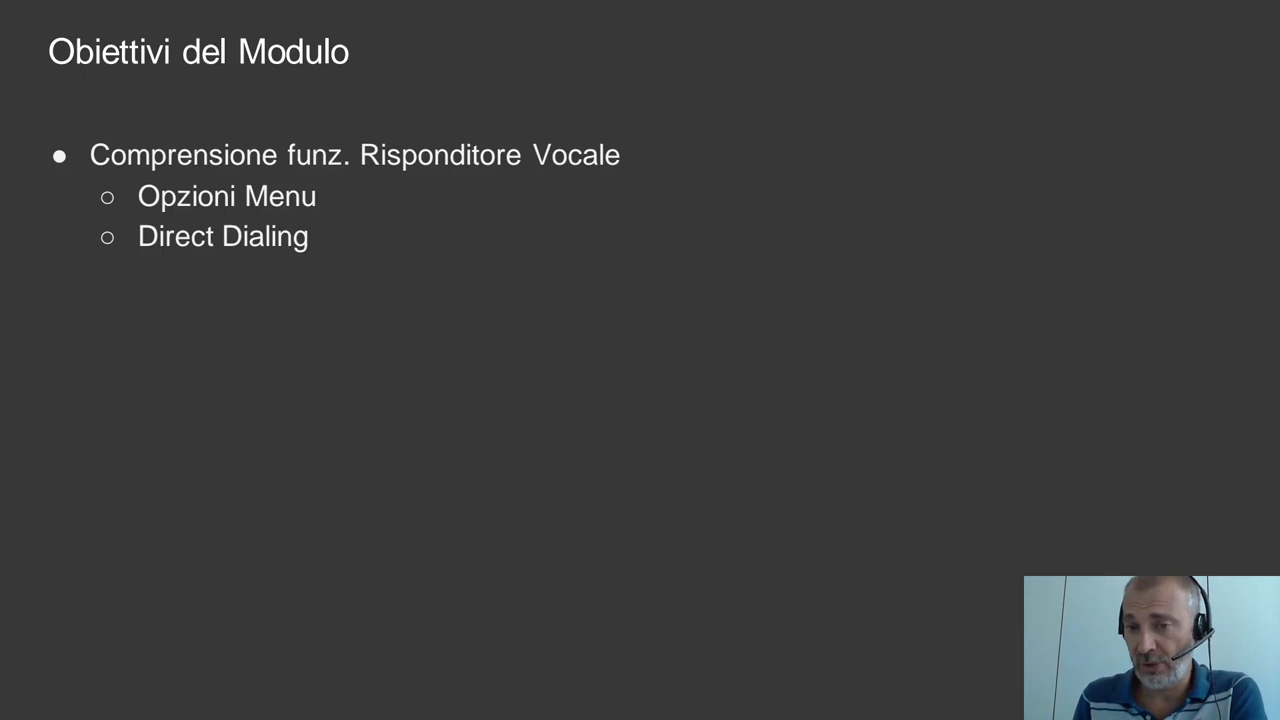 Obiettivi del Modulo
● Comprensione funz. Risponditore Vocale
○ Opzioni Menu
○ Direct Dialing